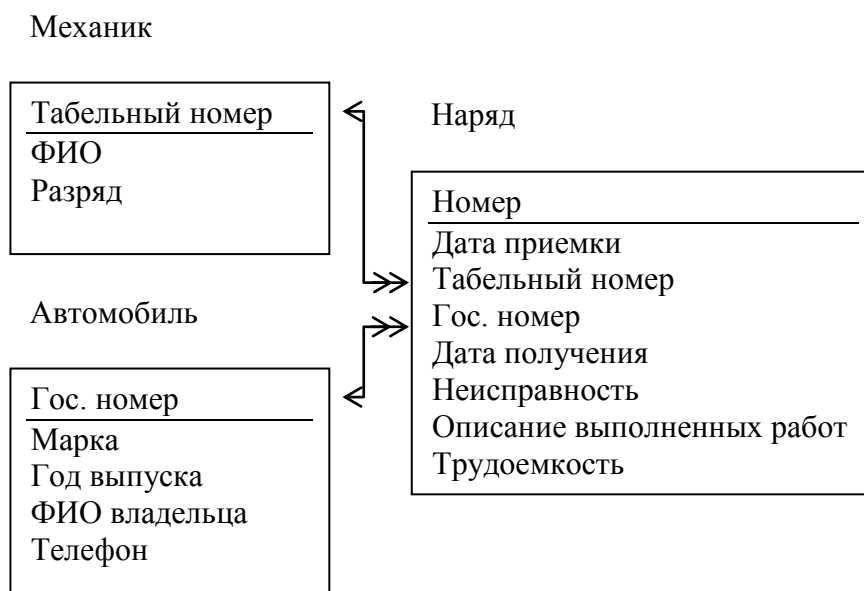 Механик
Табельный номер
ФИО
Разряд
Автомобиль
Гос. номер
Марка
Год выпуска
ФИО владельца
Телефон
Наряд
Номер
Дата приемки
Табельный номер
Гос. номер
Дата получения
Неисправность
Описание выполненных работ
Трудоемкость